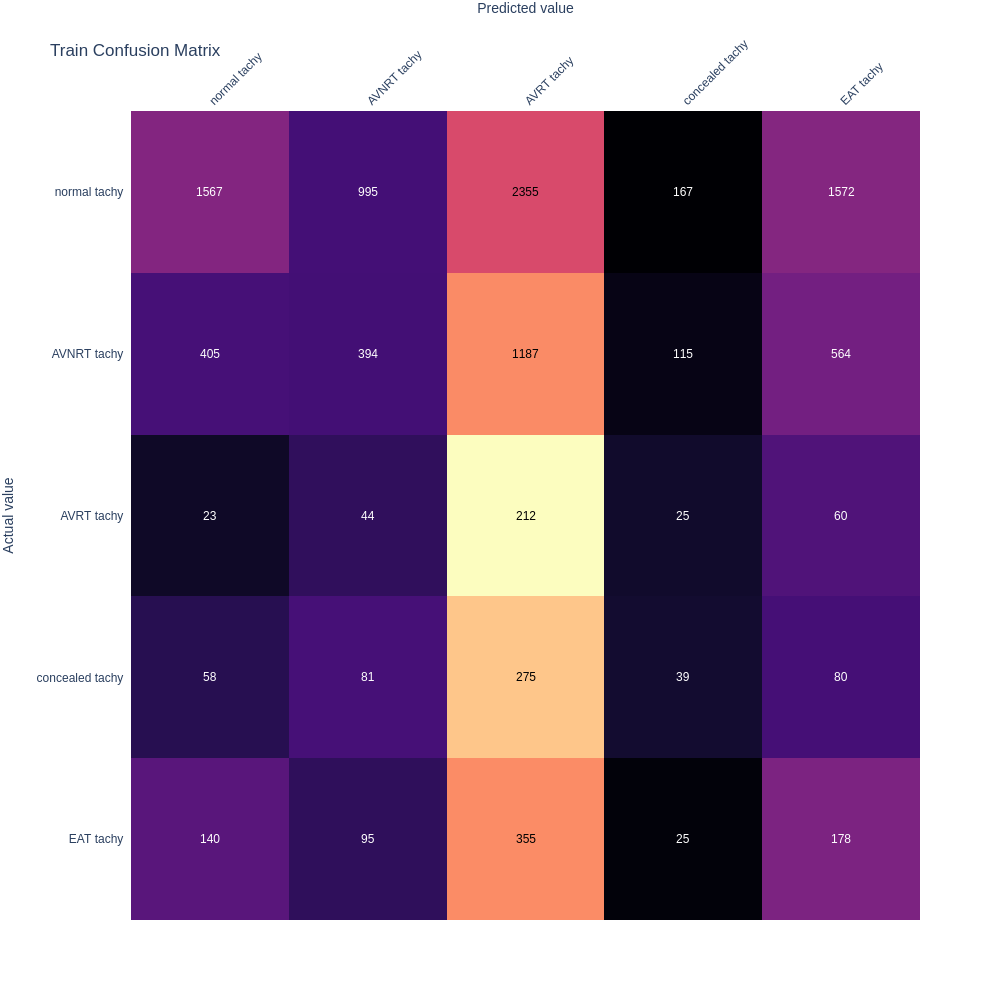 Predicted value
Train Confusion Matrix
normal tachy AVNRT tachy AVRT tachy concealed tachy EAT tachy
normal tachy 1567 995 2355 167 1572
AVNRT tachy 405 394 1187 115 564
Actual value
AVRT tachy 23 44 212 25 60
concealed tachy 58 81 275 39 80
EAT tachy 140 95 355 25 178